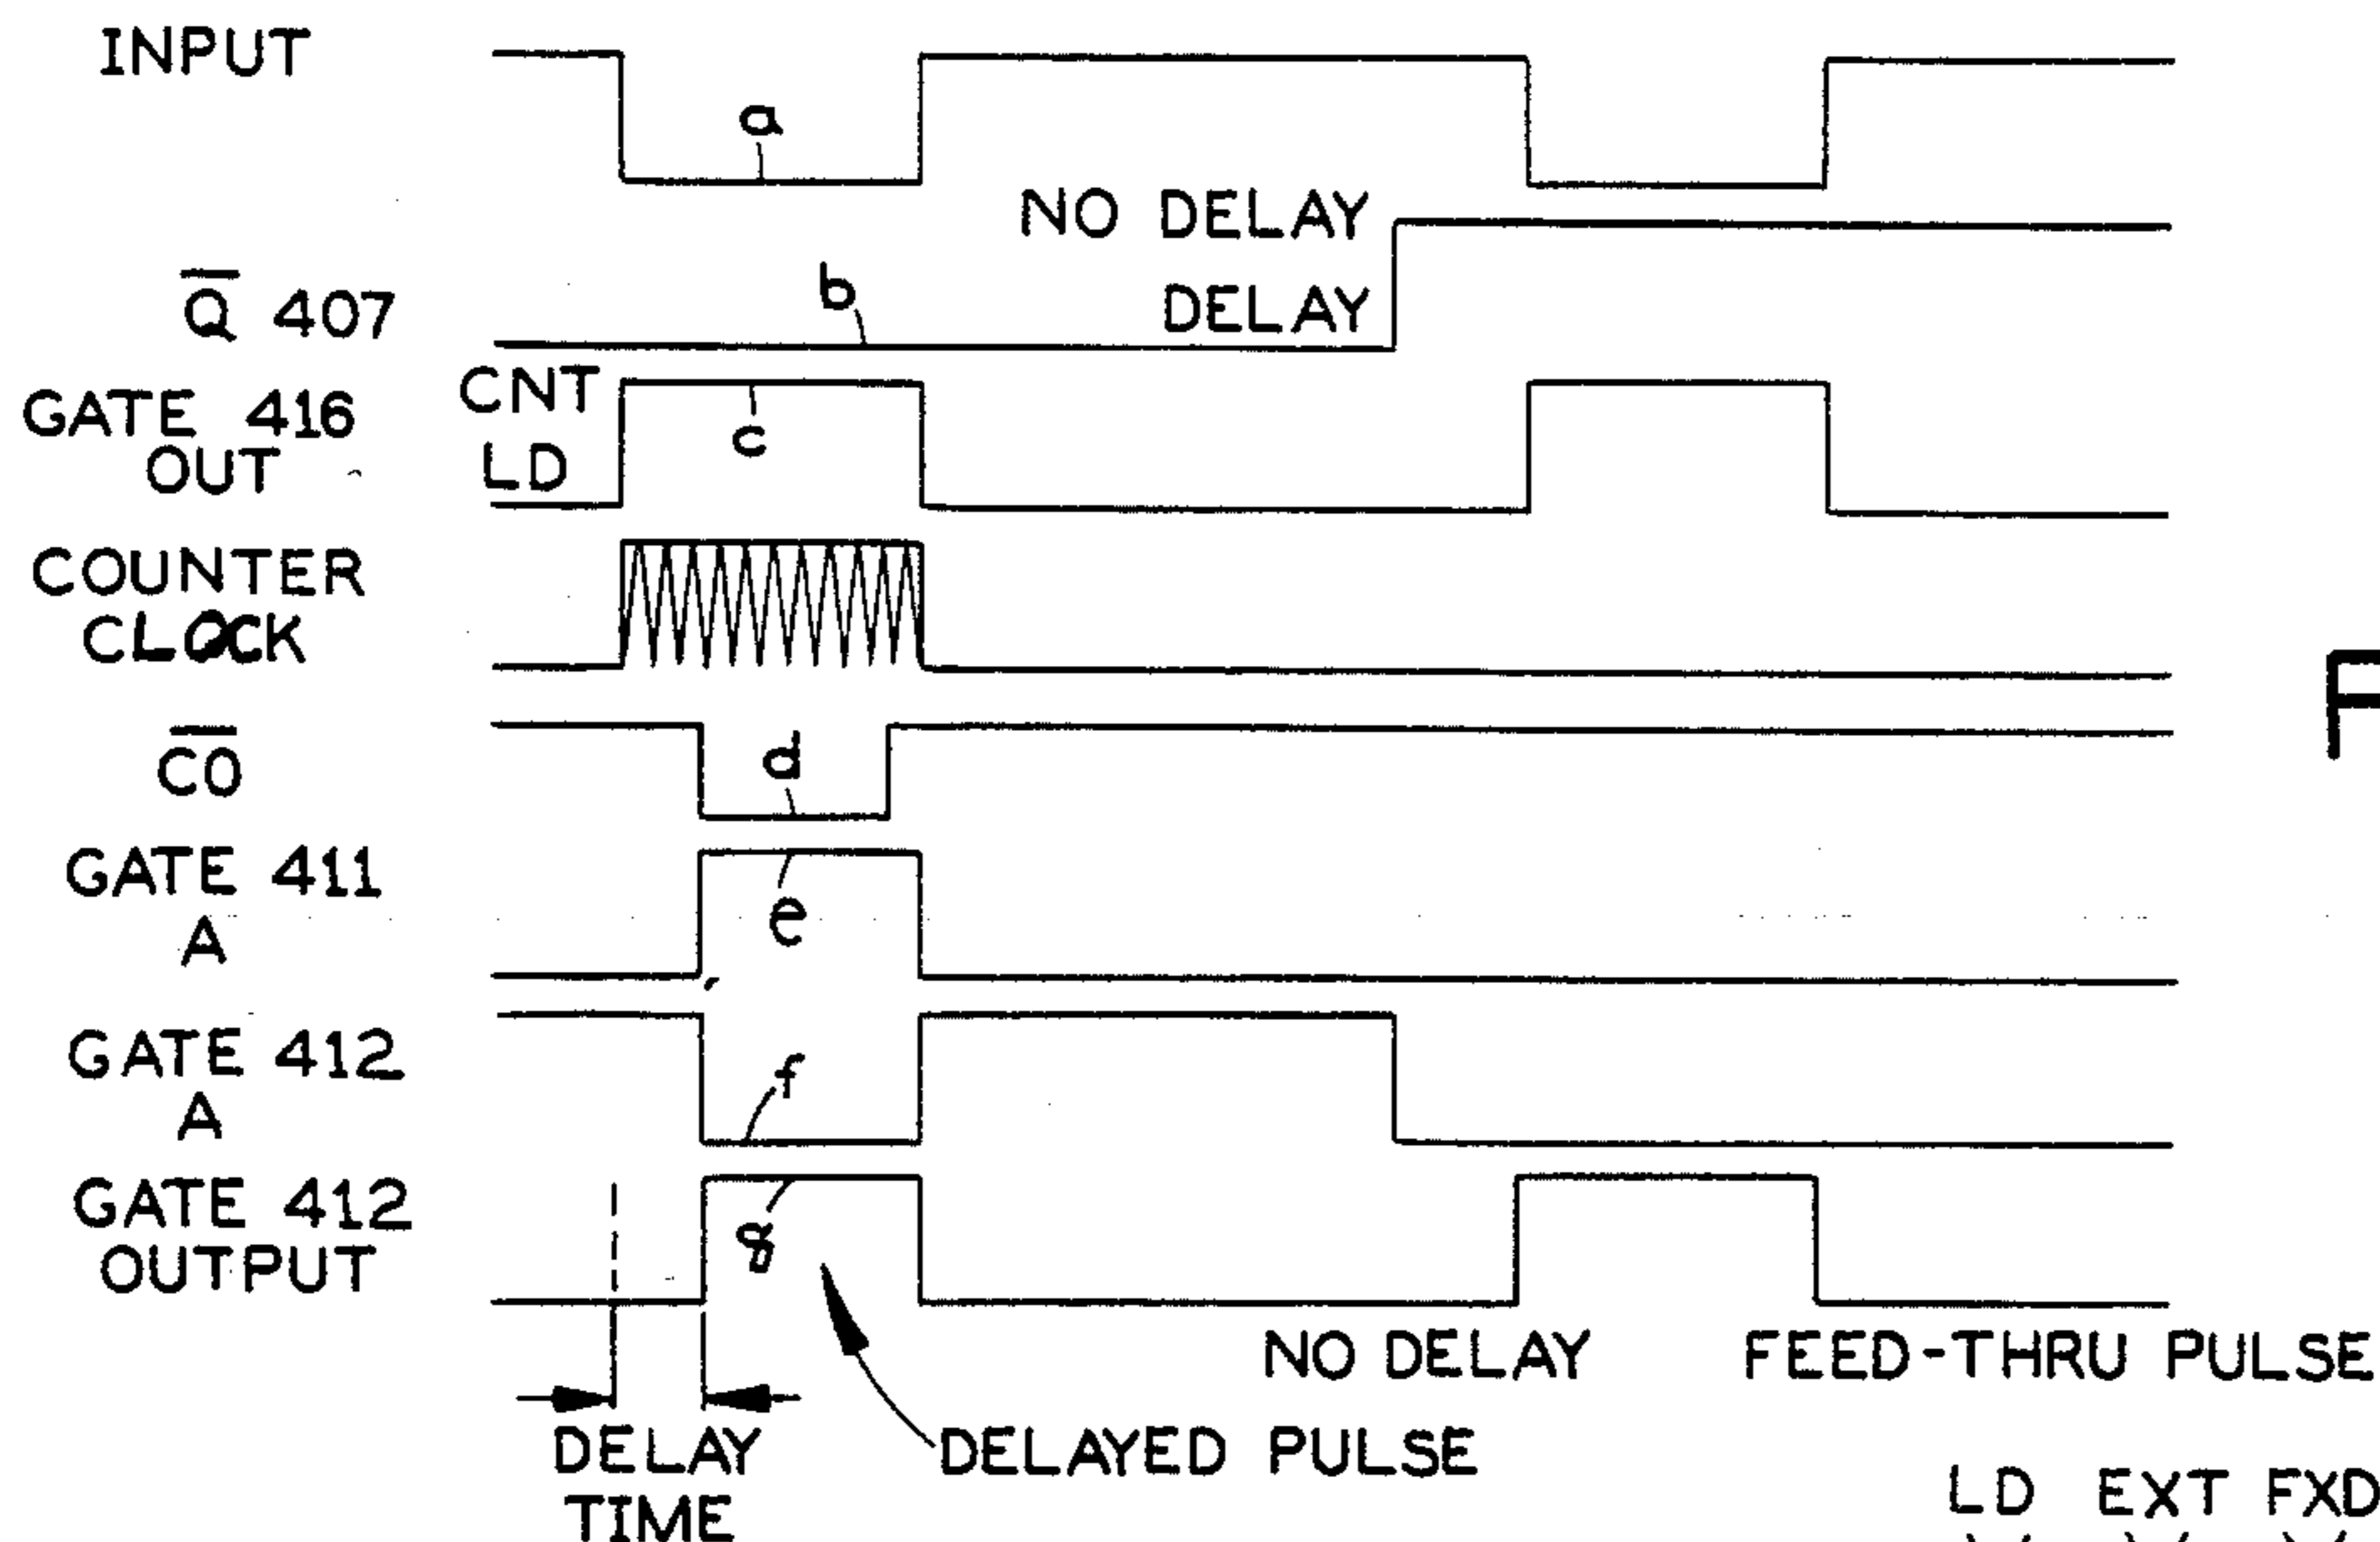 INPUT
a
NO DELAY
Q̅ 407
b
DELAY
GATE 416
OUT
CNT
LD
c
COUNTER
CLOCK
C̅O̅
d
GATE 411
A
e
GATE 412
A
f
GATE 412
OUTPUT
g
NO DELAY
FEED-THRU PULSE
DELAY
TIME
DELAYED PULSE
LD EXT FXD